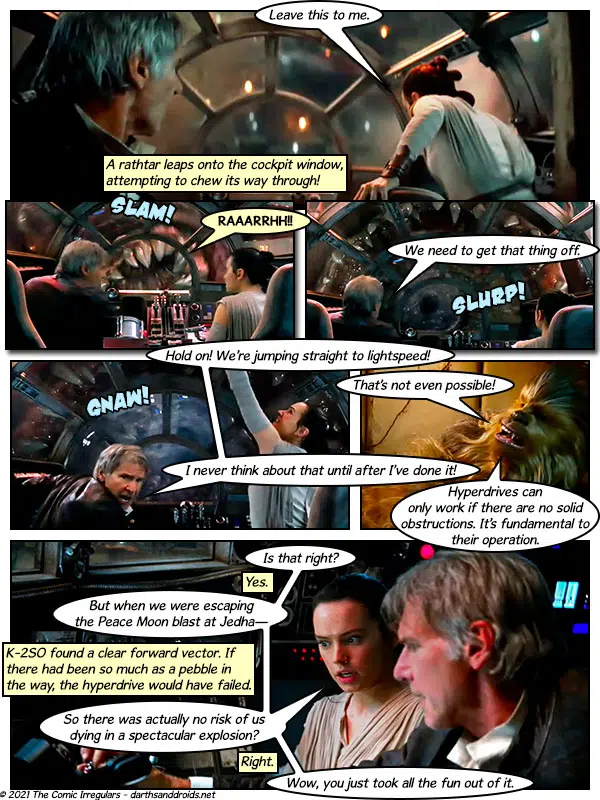 Leave this to me.
A rathtar leaps onto the cockpit window,
attempting to chew its way through!
SLAM!
RAAARRHH!!
We need to get that thing off.
SLURP!
Hold on! We're jumping straight to lightspeed!
GNAW!
That's not even possible!
I never think about that until after I've done it!
Hyperdrives can
only work if there are no solid
obstructions. It's fundamental to
their operation.
Is that right?
Yes.
But when we were escaping
the Peace Moon blast at Jedha—
K-2SO found a clear forward vector. If
there had been so much as a pebble in
the way, the hyperdrive would have failed.
So there was actually no risk of us
dying in a spectacular explosion?
Right.
Wow, you just took all the fun out of it.
© 2021 The Comic Irregulars - darthsanddroids.net